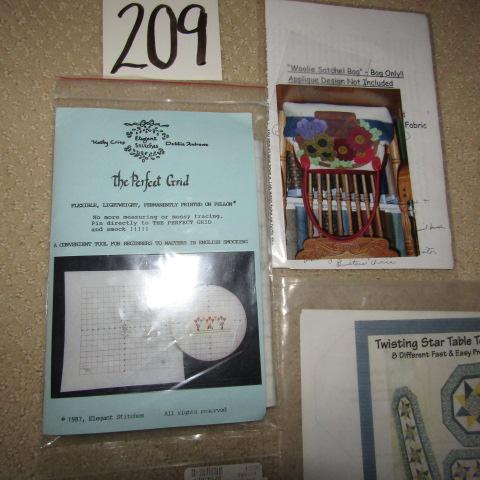 209
"Woolie Satchel Bag" ~ Bag Only!!
Applique Design Not Included
Fabric
Kathy Crisp
Elegant Stitches
Debbie Andrews
The Perfect Grid
FLEXIBLE, LIGHTWEIGHT, PERMANENTLY PRINTED ON PELLON®
No more measuring or messy tracing.
Pin directly to THE PERFECT GRID
and smock !!!!!
A CONVENIENT TOOL FOR BEGINNERS TO MASTERS IN ENGLISH SMOCKING
© 1987, Elegant Stitches
All rights reserved
Twisting Star Table
8 Different Fast & Easy